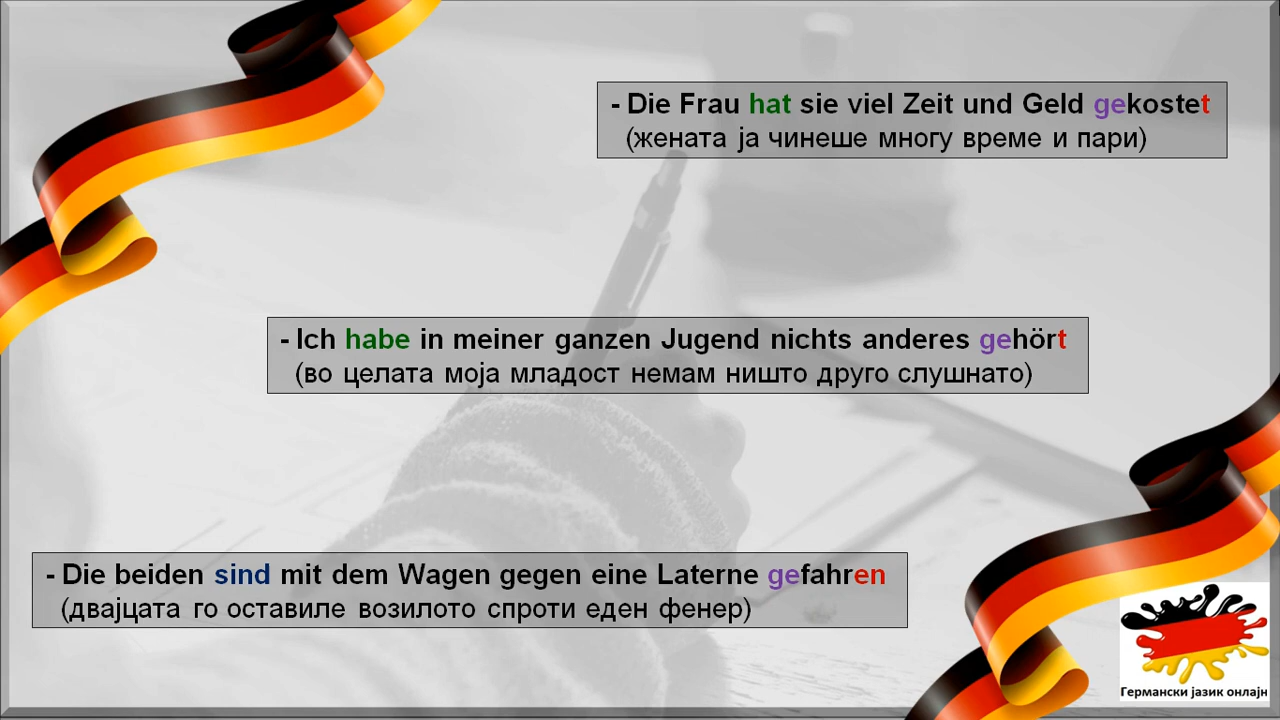 - Die Frau hat sie viel Zeit und Geld gekostet
(жената ја чинеше многу време и пари)
- Ich habe in meiner ganzen Jugend nichts anderes gehört
(во целата моја младост немам ништо друго слушнато)
- Die beiden sind mit dem Wagen gegen eine Laterne gefahren
(двајцата го оставиле возилото спроти еден фенер)
Германски јазик онлајн